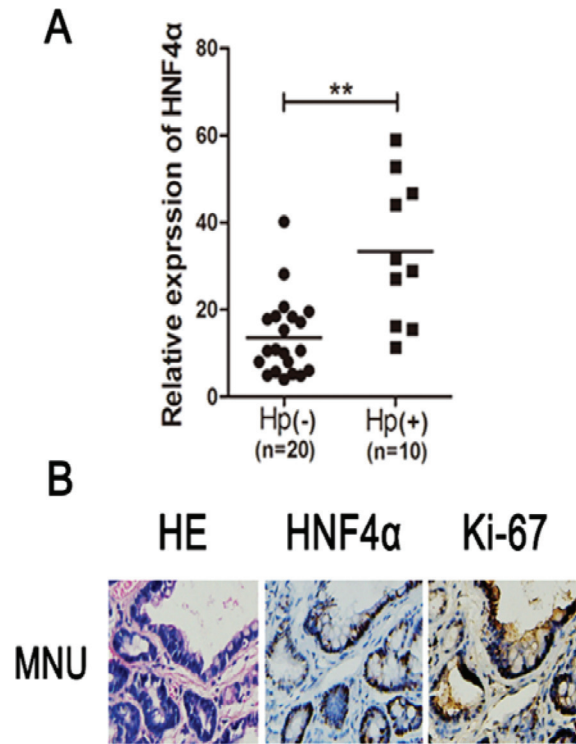 A
Relative exprssion of HNF4α
80
60
40
20
0
**
Hp(-)
(n=20)
Hp(+)
(n=10)
B
HE
HNF4α
Ki-67
MNU